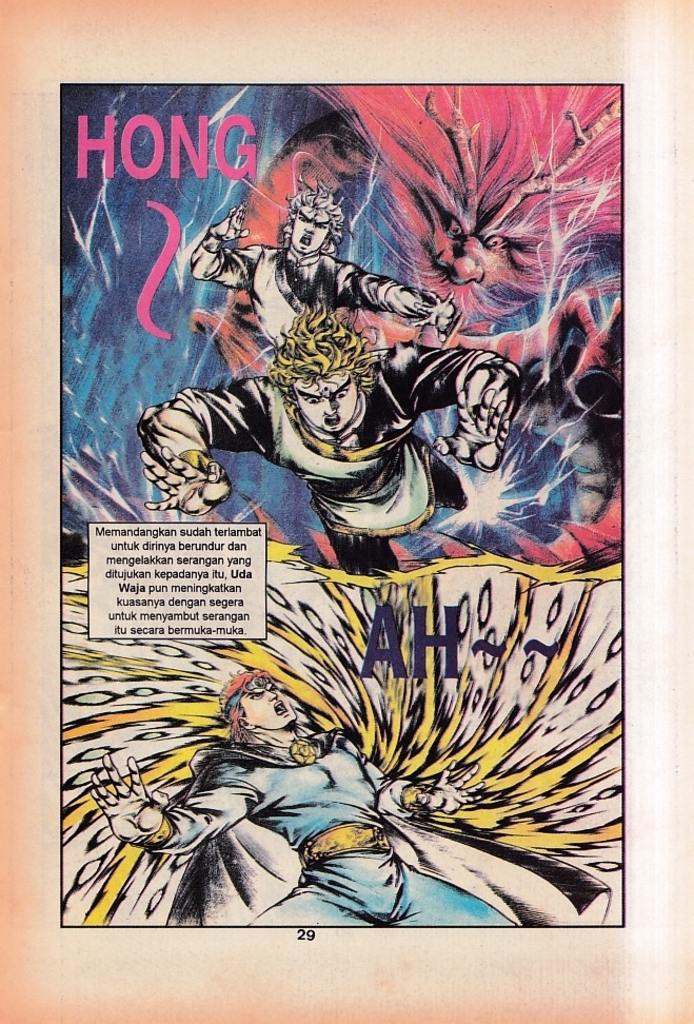 HONG
Memandangkan sudah terlambat
untuk dirinya berundur dan
mengelakkan serangan yang
ditujukan kepadanya itu, Uda
Waja pun meningkatkan
kuasanya dengan segera
untuk menyambut serangan
itu secara bermuka-muka.
AH~~
29